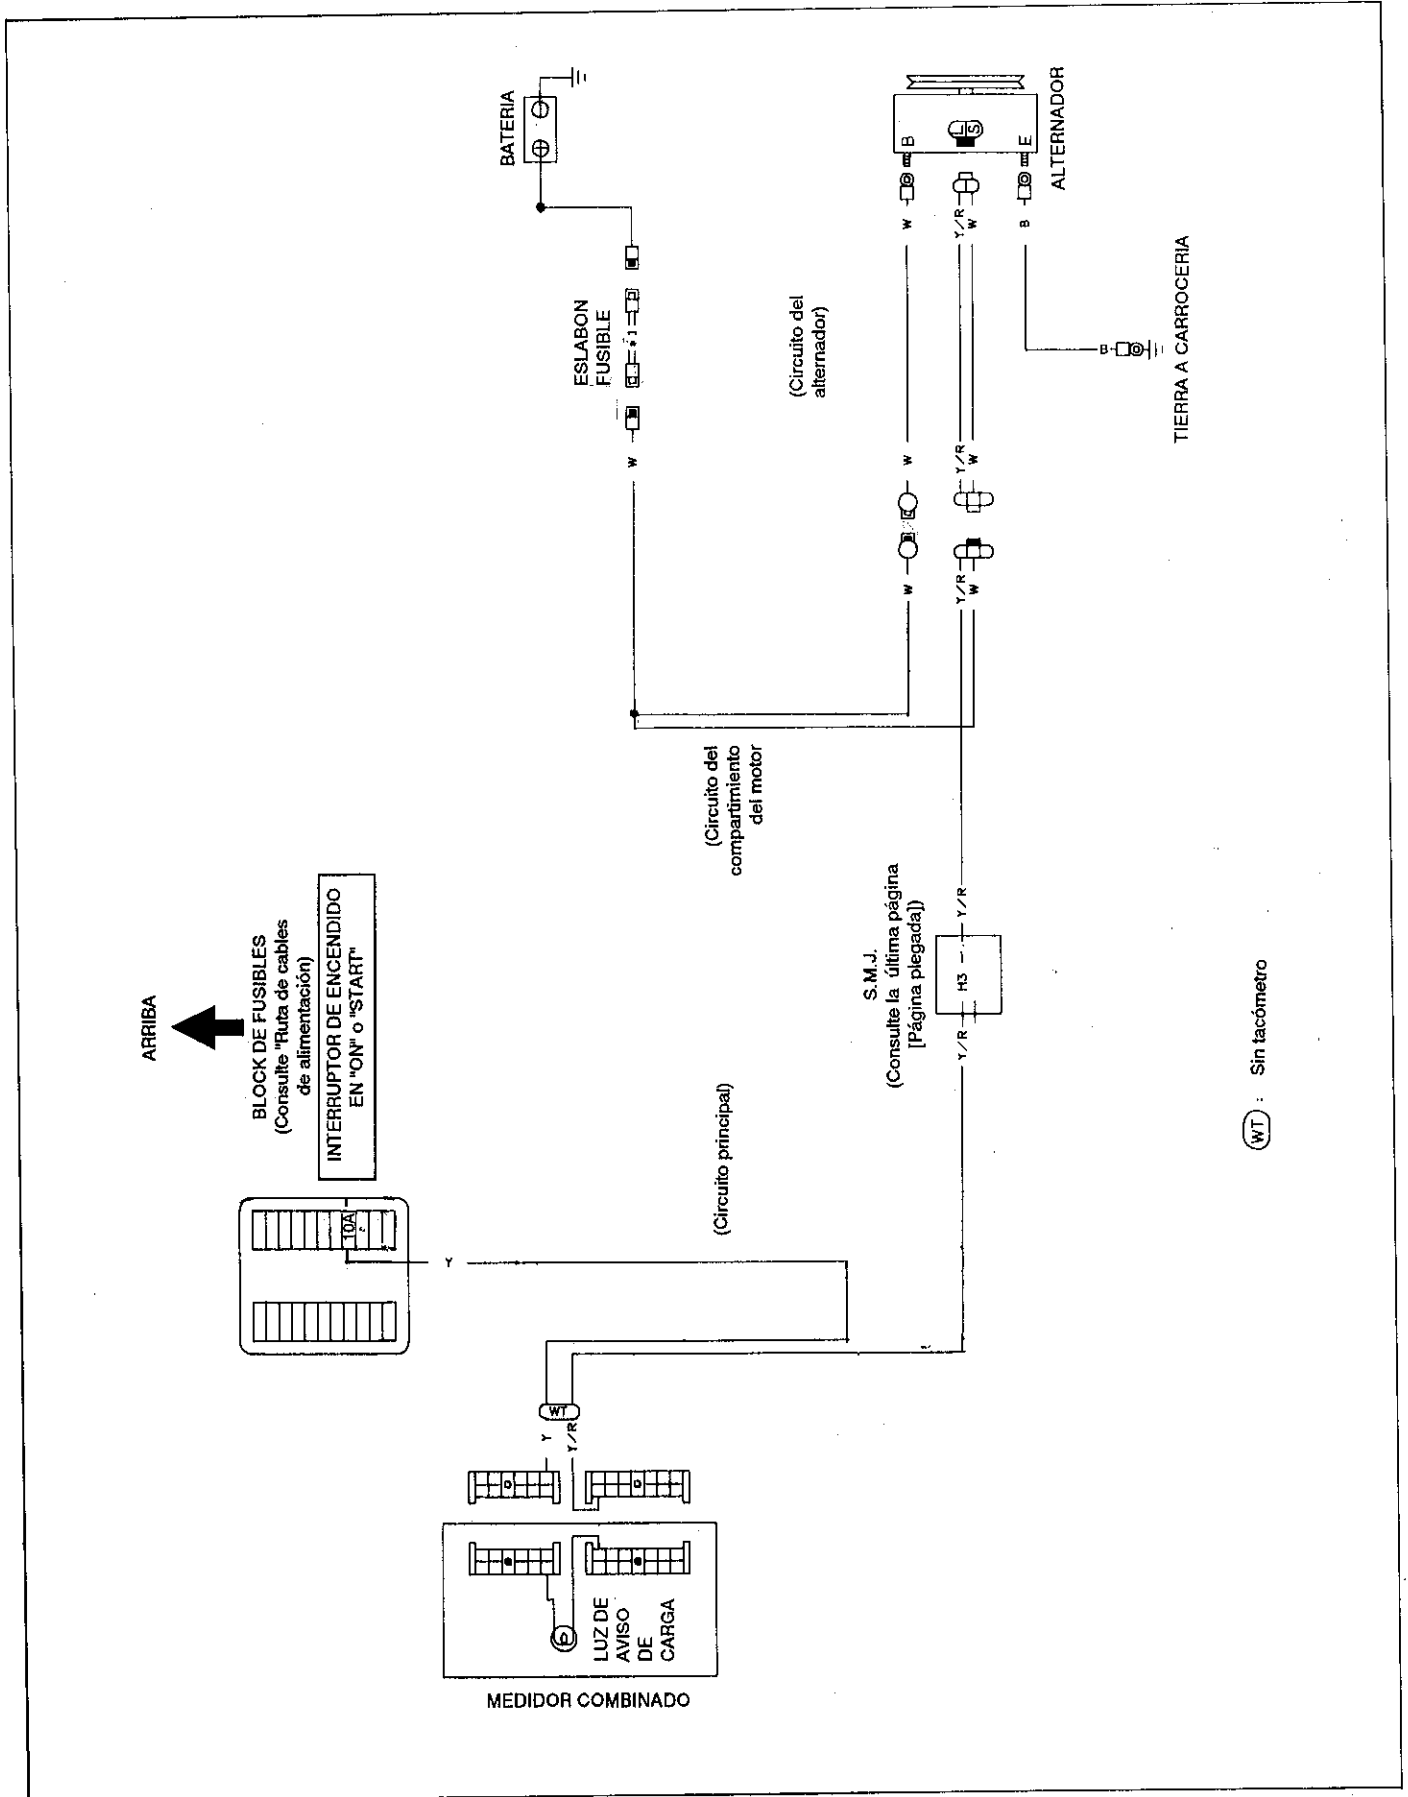 ARRIBA
BLOCK DE FUSIBLES
(Consulte "Ruta de cables
de alimentación)
INTERRUPTOR DE ENCENDIDO
EN "ON" o "START"
10A
Y
BATERIA
ESLABON
FUSIBLE
W
(Circuito del
alternador)
ALTERNADOR
B
L
S
E
W
Y/R
W
B
B
TIERRA A CARROCERIA
W
Y/R
W
W
Y/R
W
(Circuito del
compartimiento
del motor
S.M.J.
(Consulte la última página
[Página plegada])
Y/R
H3
Y/R
(Circuito principal)
WT
Y
Y/R
LUZ DE
AVISO
DE
CARGA
MEDIDOR COMBINADO
WT : Sin tacómetro